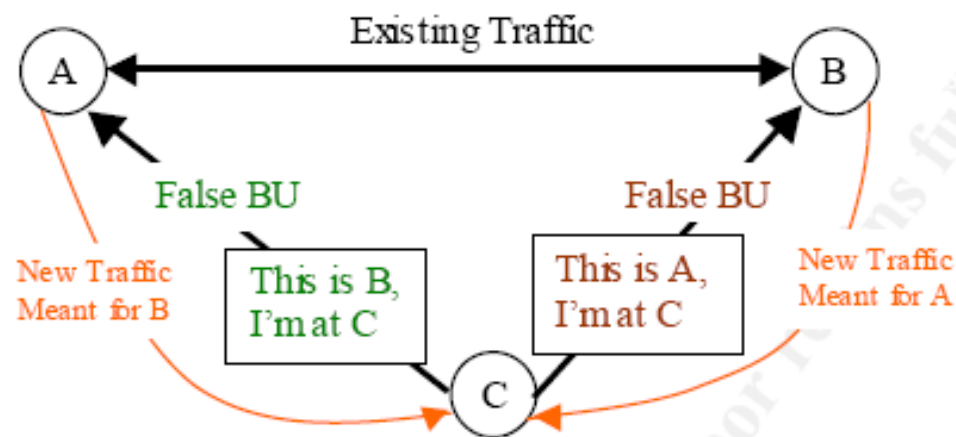 Existing Traffic
A
B
False BU
False BU
This is B,
I'm at C
This is A,
I'm at C
New Traffic
Meant for B
New Traffic
Meant for A
C